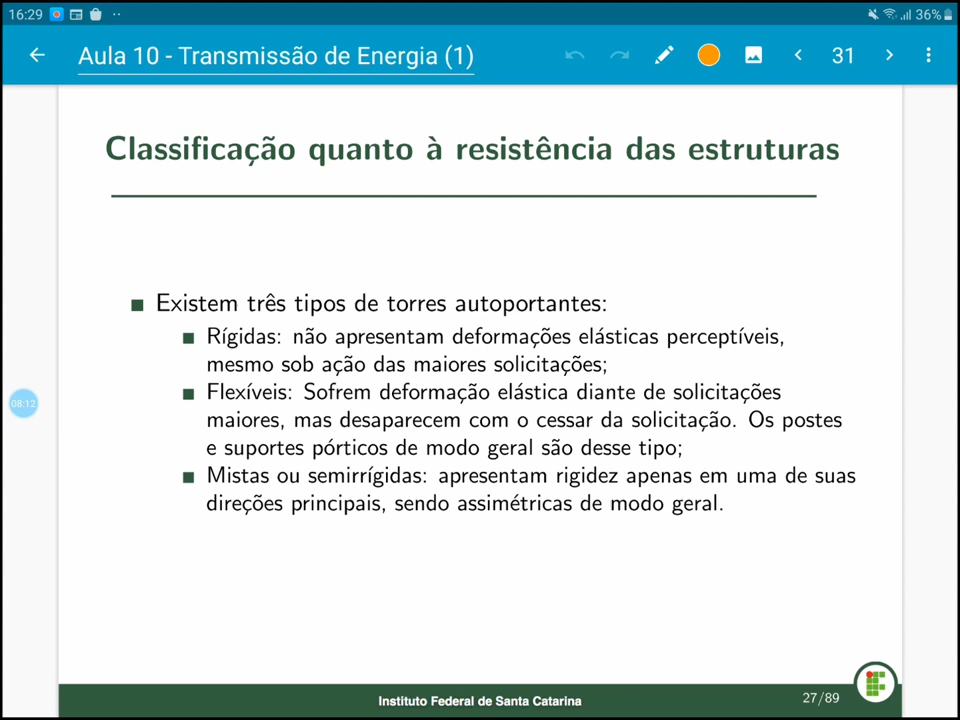 16:29
36%
Aula 10 - Transmissão de Energia (1)
31
Classificação quanto à resistência das estruturas
Existem três tipos de torres autoportantes:
Rígidas: não apresentam deformações elásticas perceptíveis,
mesmo sob ação das maiores solicitações;
Flexíveis: Sofrem deformação elástica diante de solicitações
maiores, mas desaparecem com o cessar da solicitação. Os postes
e suportes pórticos de modo geral são desse tipo;
Mistas ou semirrígidas: apresentam rigidez apenas em uma de suas
direções principais, sendo assimétricas de modo geral.
08:12
Instituto Federal de Santa Catarina
27/89